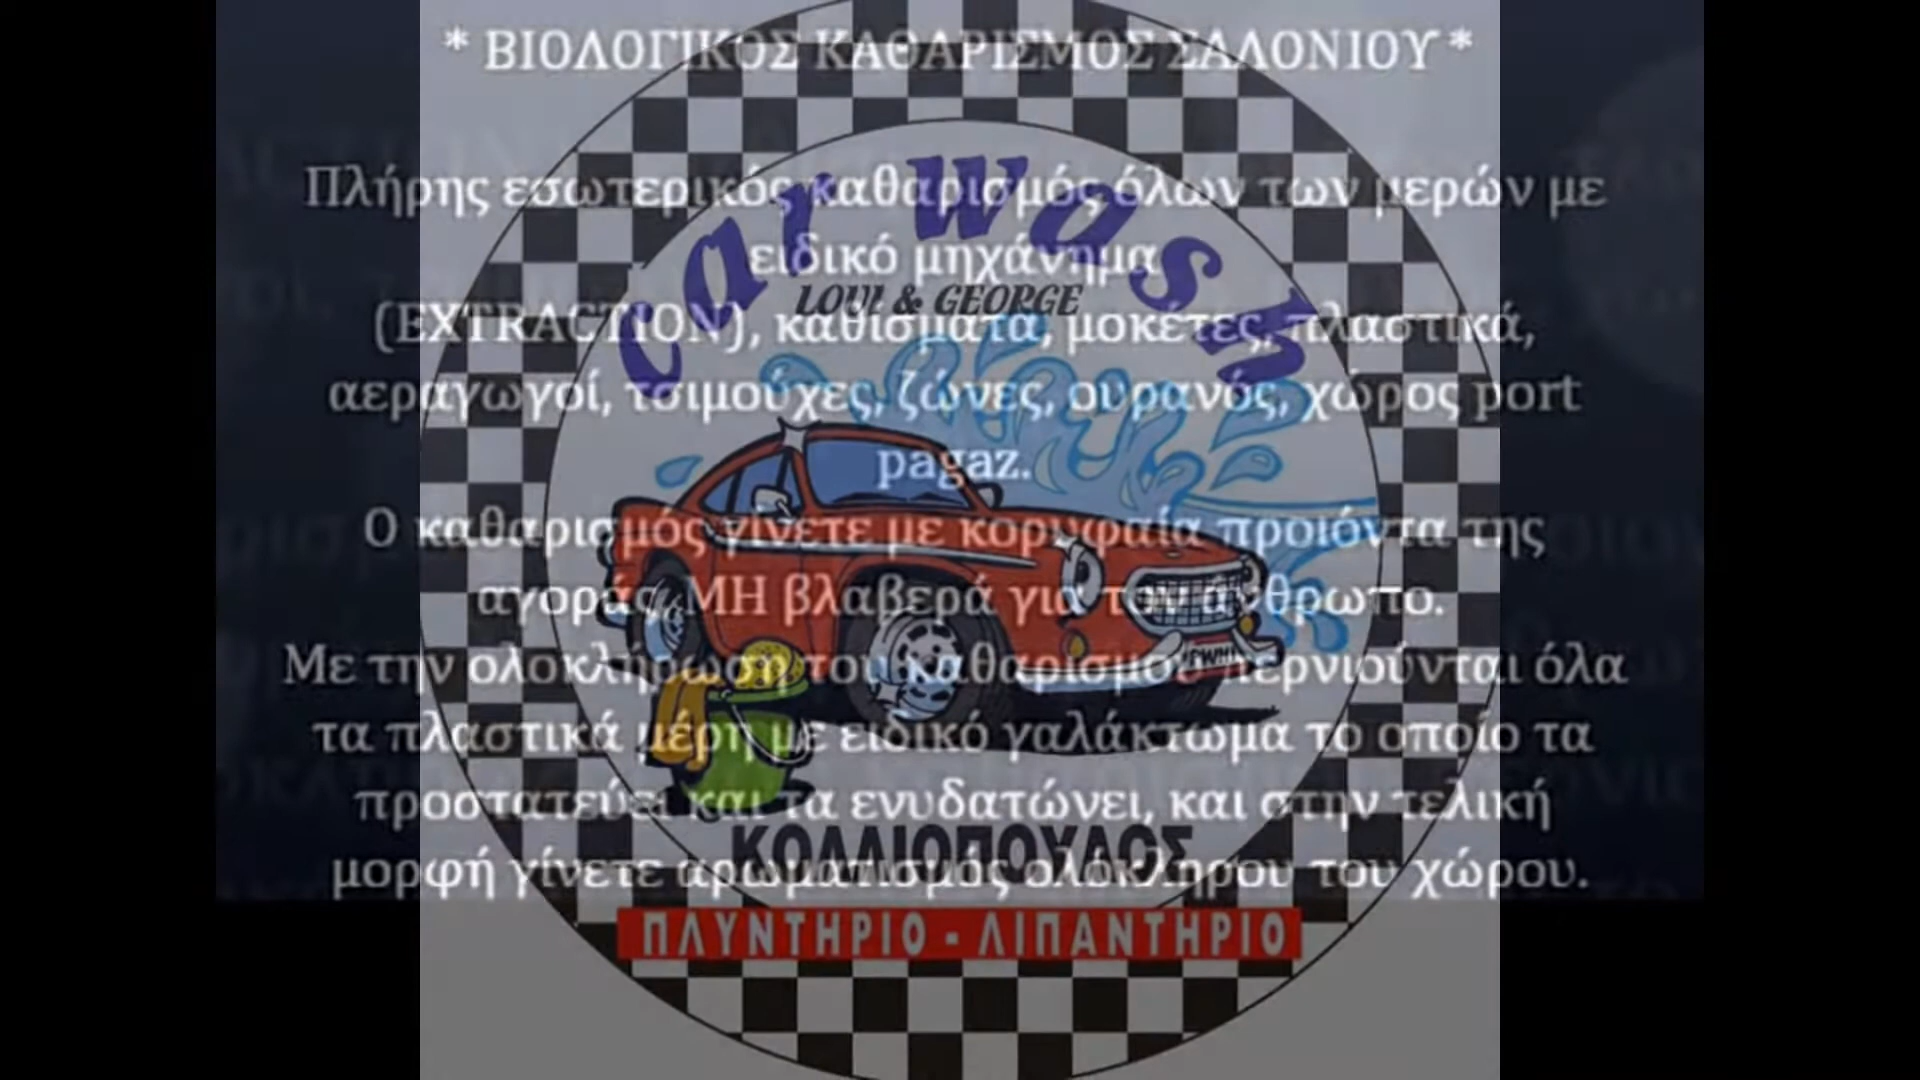 * ΒΙΟΛΟΓΙΚΟΣ ΚΑΘΑΡΙΣΜΟΣ ΣΑΛΟΝΙΟΥ *
Πλήρης εσωτερικός καθαρισμός όλων των μερών με
ειδικό μηχάνημα
(EXTRACTION), καθίσματα, μοκέτες, πλαστικά,
αεραγωγοί, τσιμούχες, ζώνες, ουρανός, χώρος port
pagaz.
Ο καθαρισμός γίνετε με κορυφαία προιόντα της
αγοράς, ΜΗ βλαβερά για τον άνθρωπο.
Με την ολοκλήρωση του καθαρισμού περνιούνται όλα
τα πλαστικά μέρη με ειδικό γαλάκτωμα το οποίο τα
προστατεύει και τα ενυδατώνει, και στην τελική
μορφή γίνετε αρωματισμός ολόκληρου του χώρου.
car wash
LOUI & GEORGE
ΚΟΛΛΙΟΠΟΥΛΟΣ
ΠΛΥΝΤΗΡΙΟ - ΛΙΠΑΝΤΗΡΙΟ